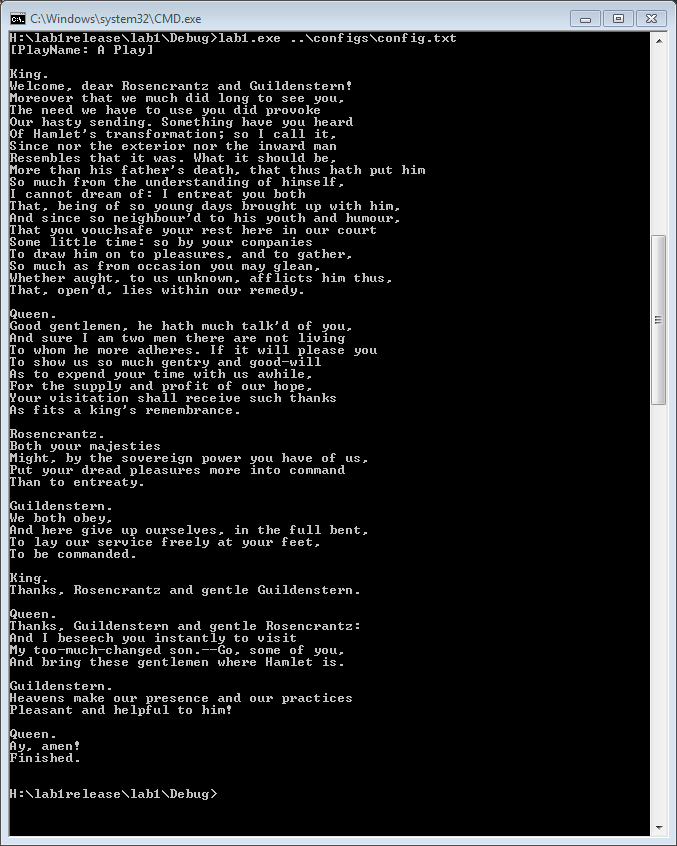 C:\Windows\system32\CMD.exe
H:\lab1release\lab1\Debug>lab1.exe ..\configs\config.txt
[PlayName: A Play]
King.
Welcome, dear Rosencrantz and Guildenstern!
Moreover that we much did long to see you,
The need we have to use you did provoke
Our hasty sending. Something have you heard
Of Hamlet's transformation; so I call it,
Since nor the exterior nor the inward man
Resembles that it was. What it should be,
More than his father's death, that thus hath put him
So much from the understanding of himself,
I cannot dream of: I entreat you both
That, being of so young days brought up with him,
And since so neighbour'd to his youth and humour,
That you vouchsafe your rest here in our court
Some little time: so by your companies
To draw him on to pleasures, and to gather,
So much as from occasion you may glean,
Whether aught, to us unknown, afflicts him thus,
That, open'd, lies within our remedy.
Queen.
Good gentlemen, he hath much talk'd of you,
And sure I am two men there are not living
To whom he more adheres. If it will please you
To show us so much gentry and good-will
As to expend your time with us awhile,
For the supply and profit of our hope,
Your visitation shall receive such thanks
As fits a king's remembrance.
Rosencrantz.
Both your majesties
Might, by the sovereign power you have of us,
Put your dread pleasures more into command
Than to entreaty.
Guildenstern.
We both obey,
And here give up ourselves, in the full bent,
To lay our service freely at your feet,
To be commanded.
King.
Thanks, Rosencrantz and gentle Guildenstern.
Queen.
Thanks, Guildenstern and gentle Rosencrantz:
And I beseech you instantly to visit
My too-much-changed son.--Go, some of you,
And bring these gentlemen where Hamlet is.
Guildenstern.
Heavens make our presence and our practices
Pleasant and helpful to him!
Queen.
Ay, amen!
Finished.
H:\lab1release\lab1\Debug>